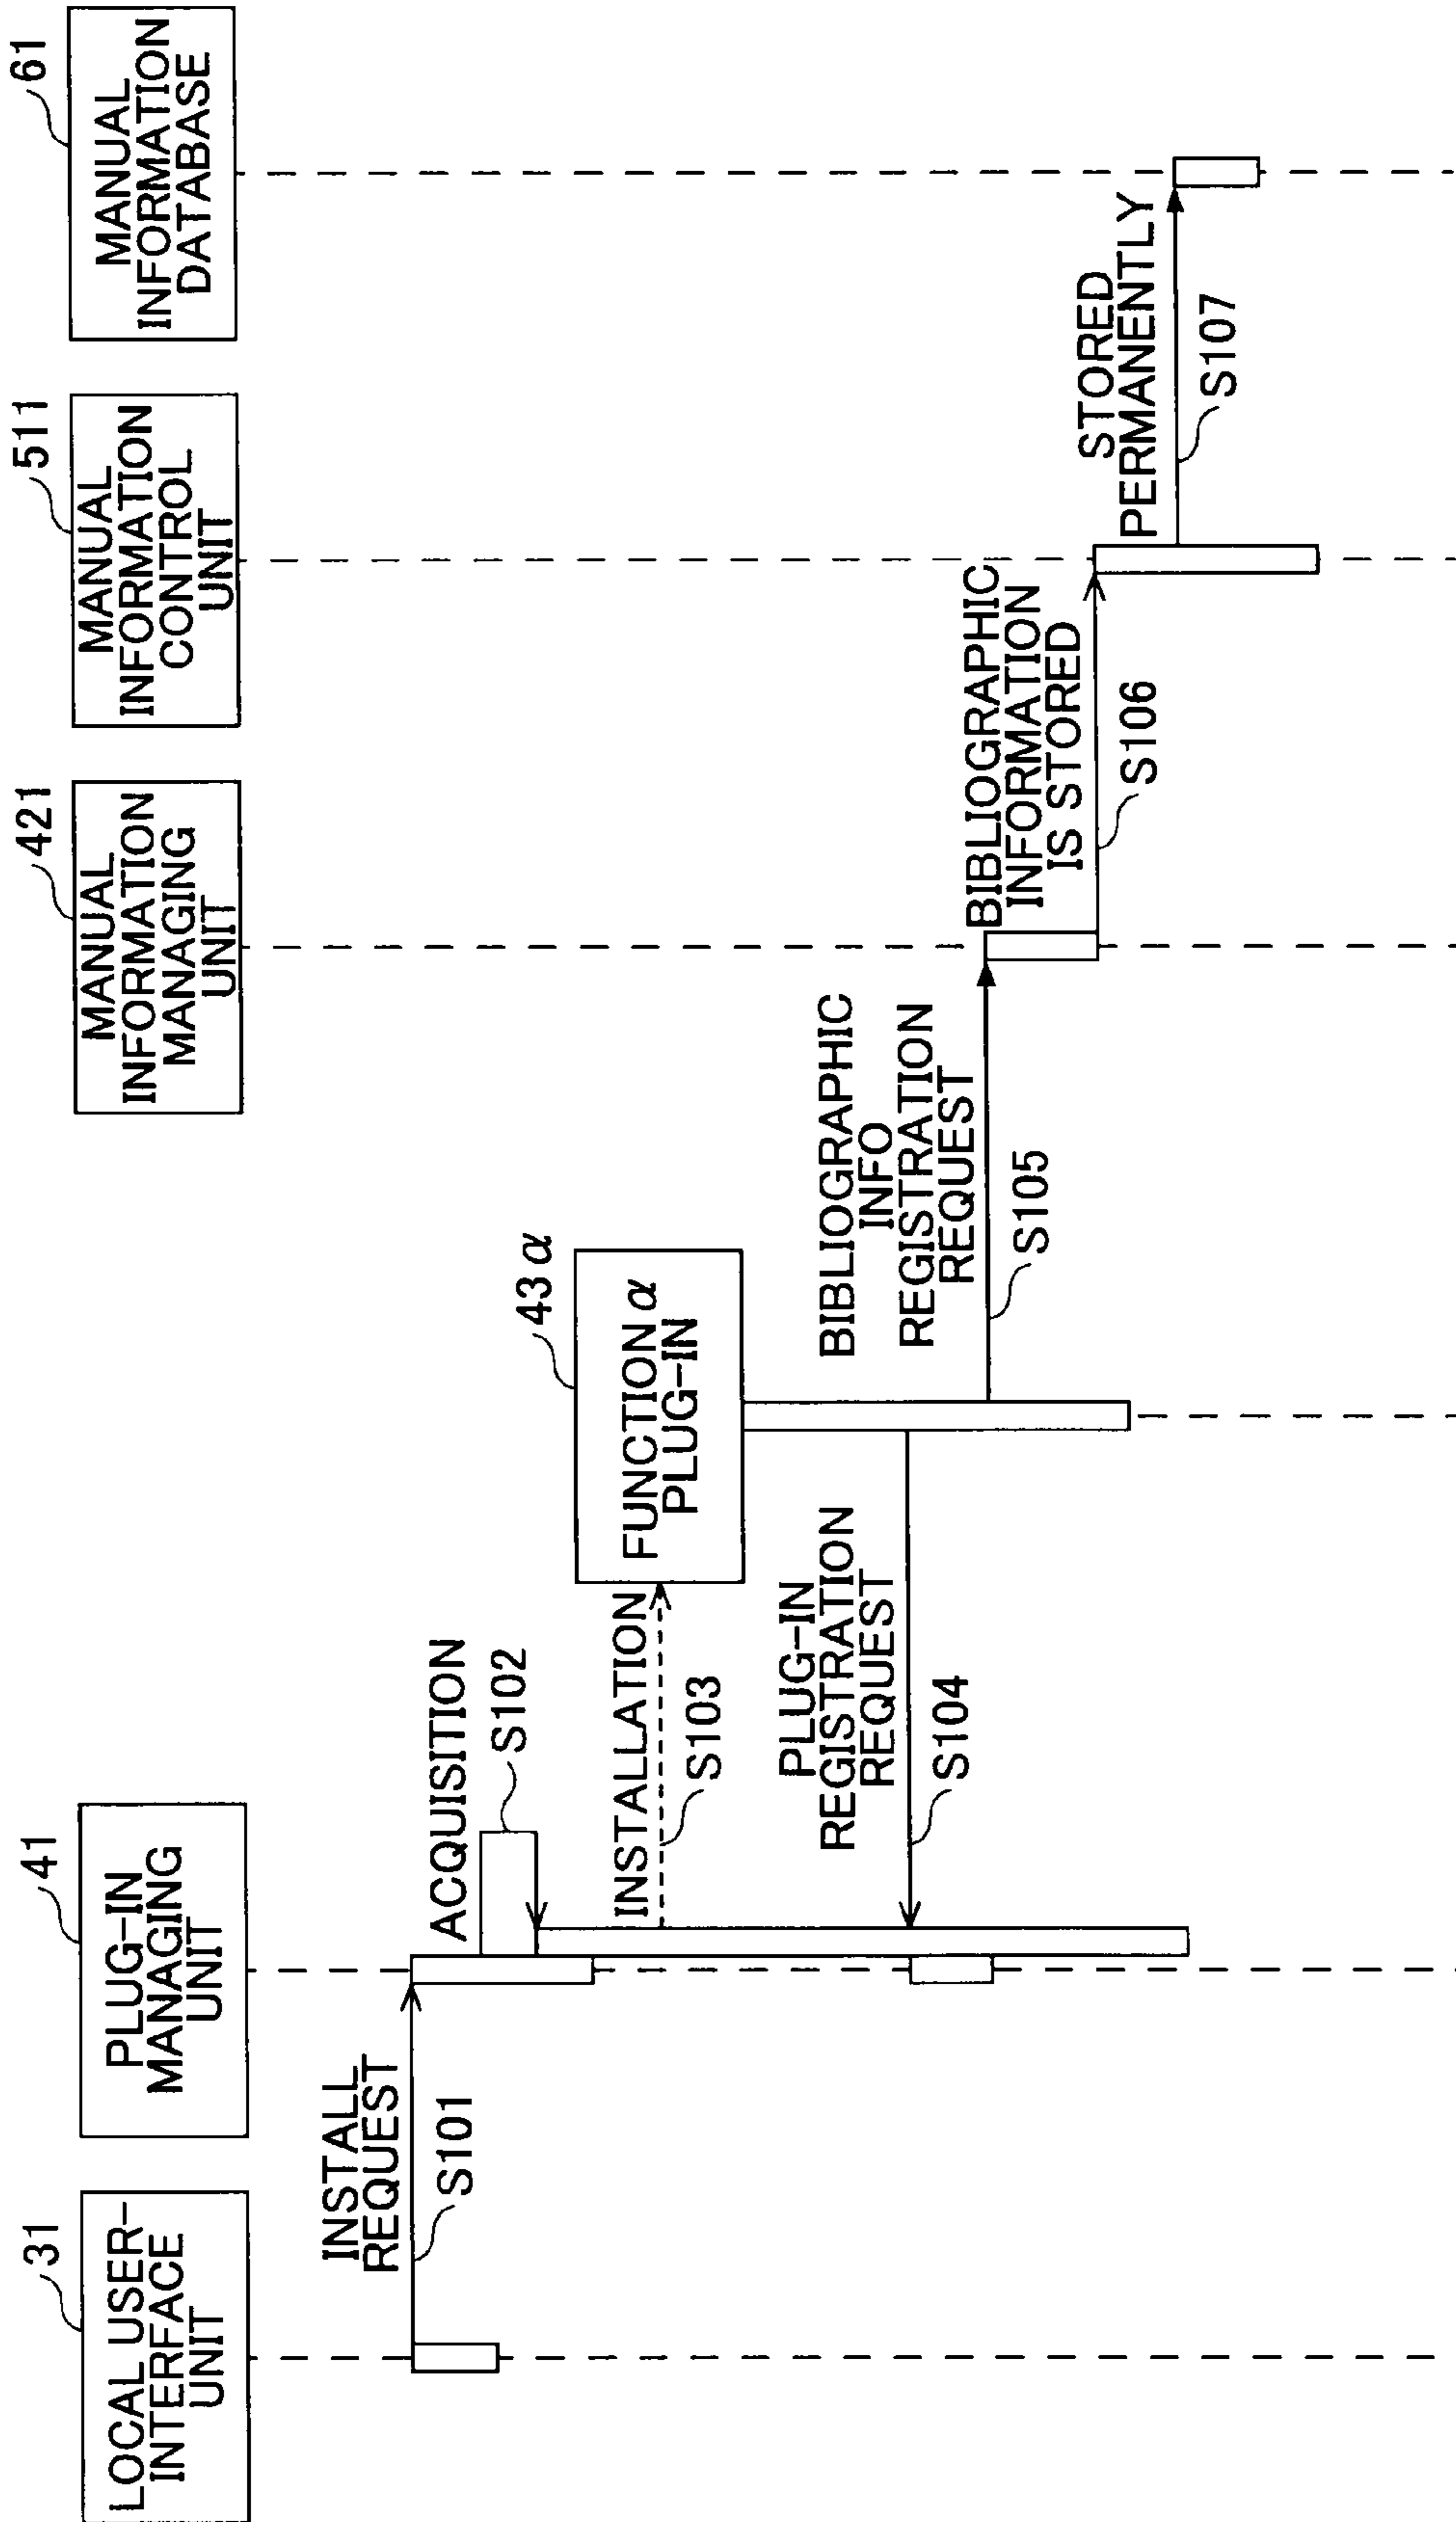 31
LOCAL USER-
INTERFACE
UNIT
41
PLUG-IN
MANAGING
UNIT
421
MANUAL
INFORMATION
MANAGING
UNIT
511
MANUAL
INFORMATION
CONTROL
UNIT
61
MANUAL
INFORMATION
DATABASE
INSTALL
REQUEST
S101
ACQUISITION
S102
43α
FUNCTION α
PLUG-IN
INSTALLATION
S103
PLUG-IN
REGISTRATION
REQUEST
S104
BIBLIOGRAPHIC
INFO
REGISTRATION
REQUEST
S105
BIBLIOGRAPHIC
INFORMATION
IS STORED
S106
STORED
PERMANENTLY
S107